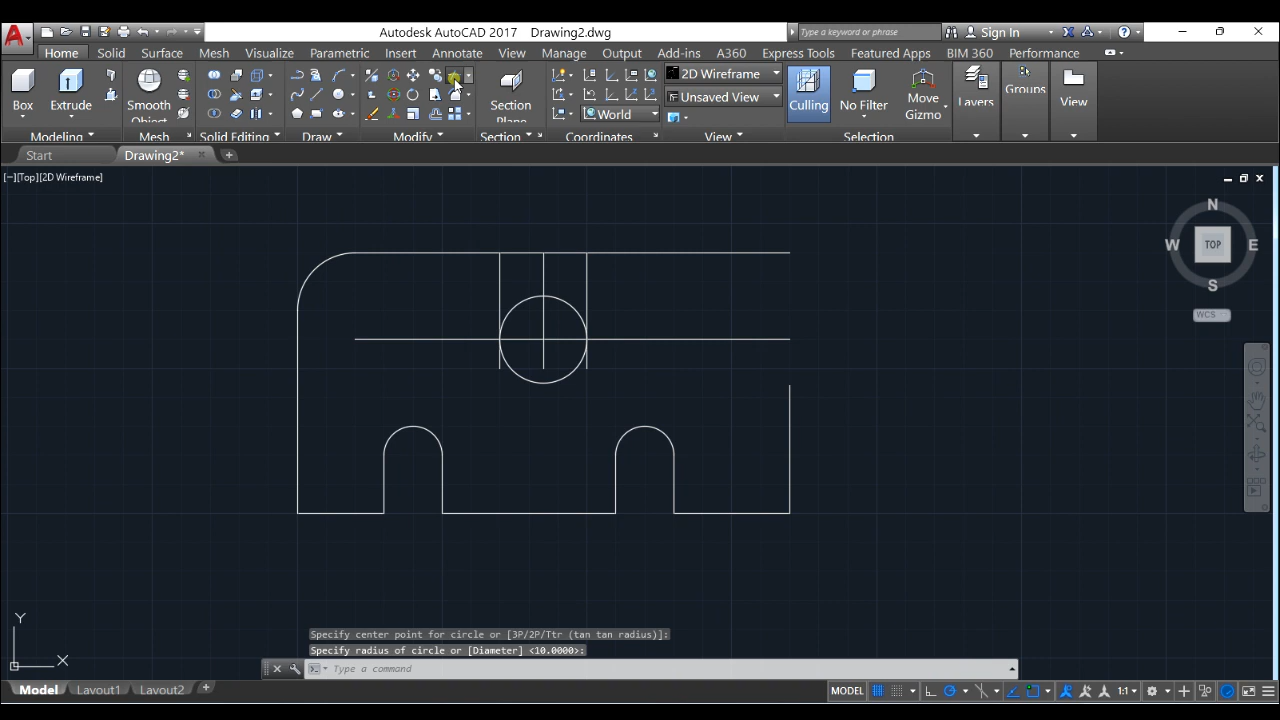 Autodesk AutoCAD 2017 Drawing2.dwg
Type a keyword or phrase
Sign In
Home Solid Surface Mesh Visualize Parametric Insert Annotate View Manage Output Add-ins A360 Express Tools Featured Apps BIM 360 Performance
Box
Extrude
Smooth
Object
Section
Plane
World
2D Wireframe
Unsaved View
Culling
No Filter
Move
Gizmo
Layers
Groups
View
Modeling Mesh Solid Editing Draw Modify Section Coordinates View Selection
Start Drawing2*
[−][Top][2D Wireframe]
N
W TOP E
S
WCS
Y
X
Specify center point for circle or [3P/2P/Ttr (tan tan radius)]:
Specify radius of circle or [Diameter] <10.0000>:
Type a command
Model Layout1 Layout2
MODEL 1:1